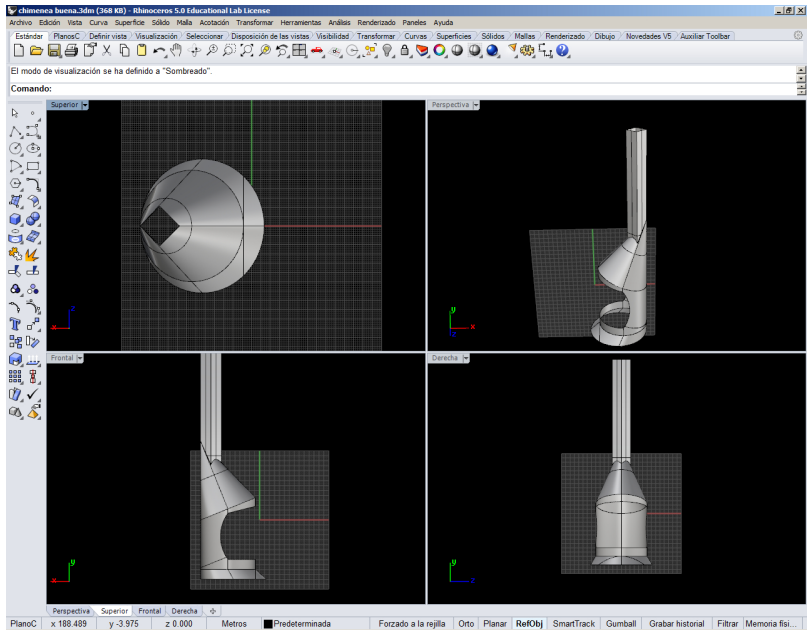 chimenea buena.3dm (368 KB) - Rhinoceros 5.0 Educational Lab License
Archivo Edición Vista Curva Superficie Sólido Malla Acotación Transformar Herramientas Análisis Renderizado Paneles Ayuda
Estándar PlanosC Definir vista Visualización Seleccionar Disposición de las vistas Visibilidad Transformar Curvas Superficies Sólidos Mallas Renderizado Dibujo Novedades V5 Auxiliar Toolbar
El modo de visualización se ha definido a "Sombreado".
Comando:
Superior
Perspectiva
z
x
y
x
Frontal
Derecha
y
x
y
z
Perspectiva Superior Frontal Derecha
PlanoC x 188.489 y -3.975 z 0.000 Metros Predeterminada Forzado a la rejilla Orto Planar RefObj SmartTrack Gumball Grabar historial Filtrar Memoria físi...